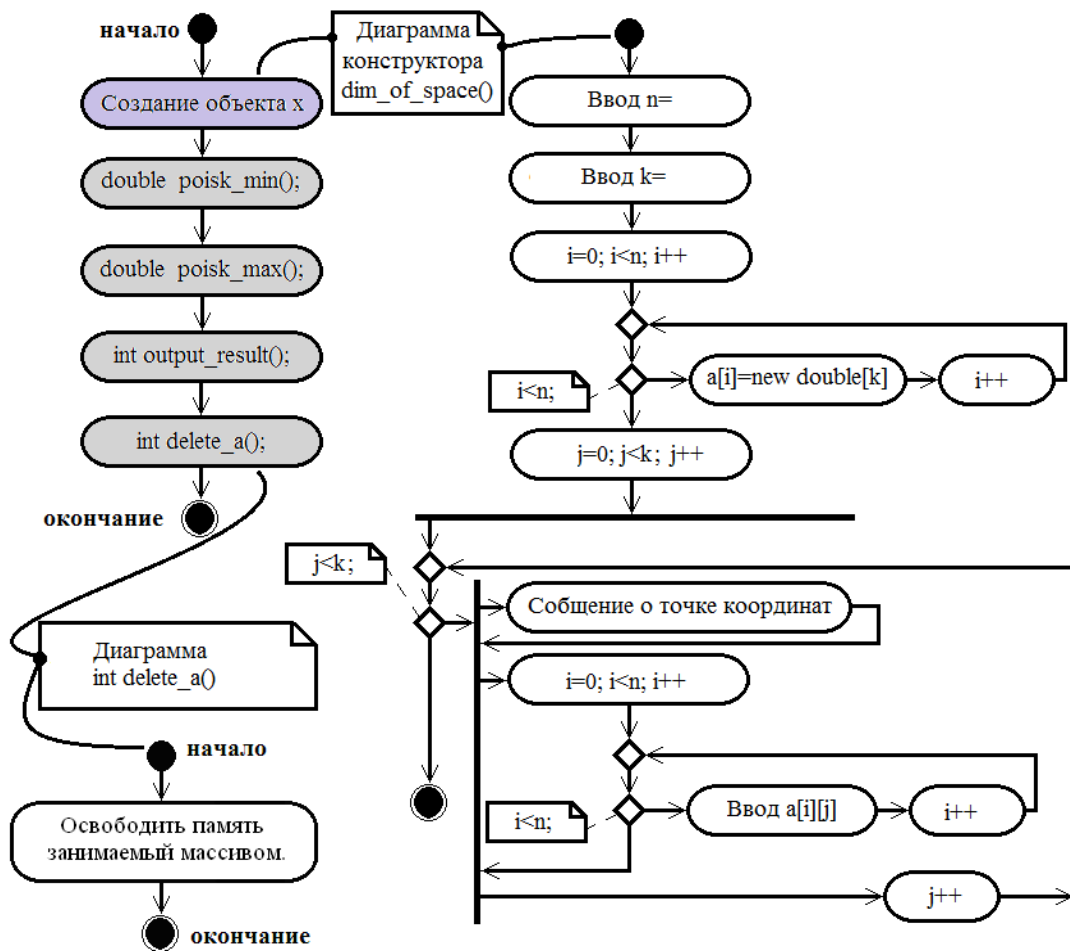 начало
Создание объекта x
double poisk_min();
double poisk_max();
int output_result();
int delete_a();
окончание
Диаграмма
int delete_a()
начало
Освободить память
занимаемый массивом.
окончание
Диаграмма
конструктора
dim_of_space()
Ввод n=
Ввод k=
i=0; i<n; i++
i<n;
a[i]=new double[k]
i++
j=0; j<k; j++
j<k;
Собщение о точке координат
i=0; i<n; i++
i<n;
Ввод a[i][j]
i++
j++